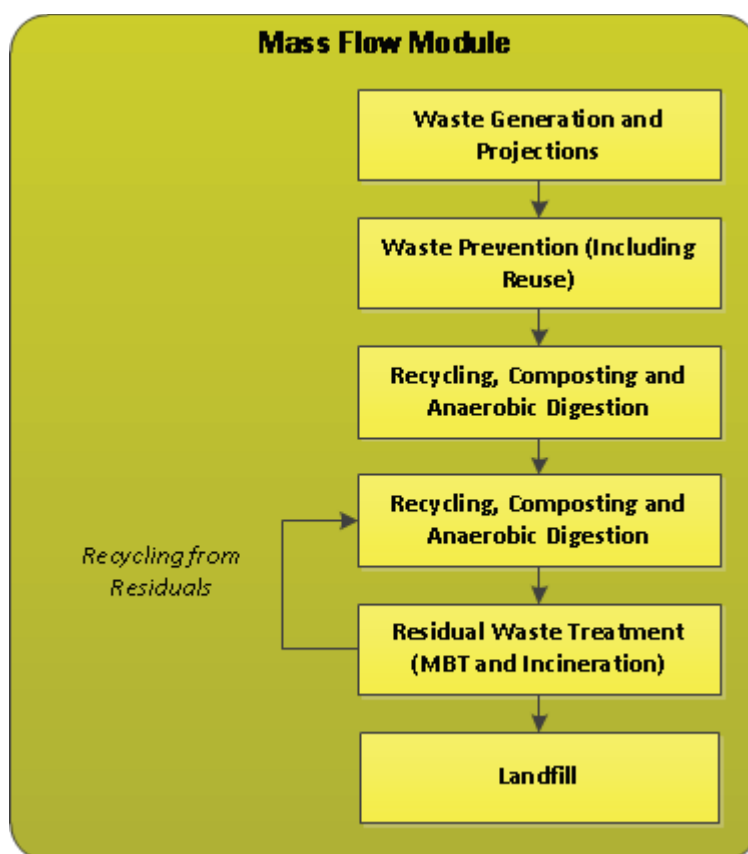 Mass Flow Module
Waste Generation and
Projections
Waste Prevention (Including
Reuse)
Recycling, Composting and
Anaerobic Digestion
Recycling, Composting and
Anaerobic Digestion
Recycling from
Residuals
Residual Waste Treatment
(MBT and Incineration)
Landfill